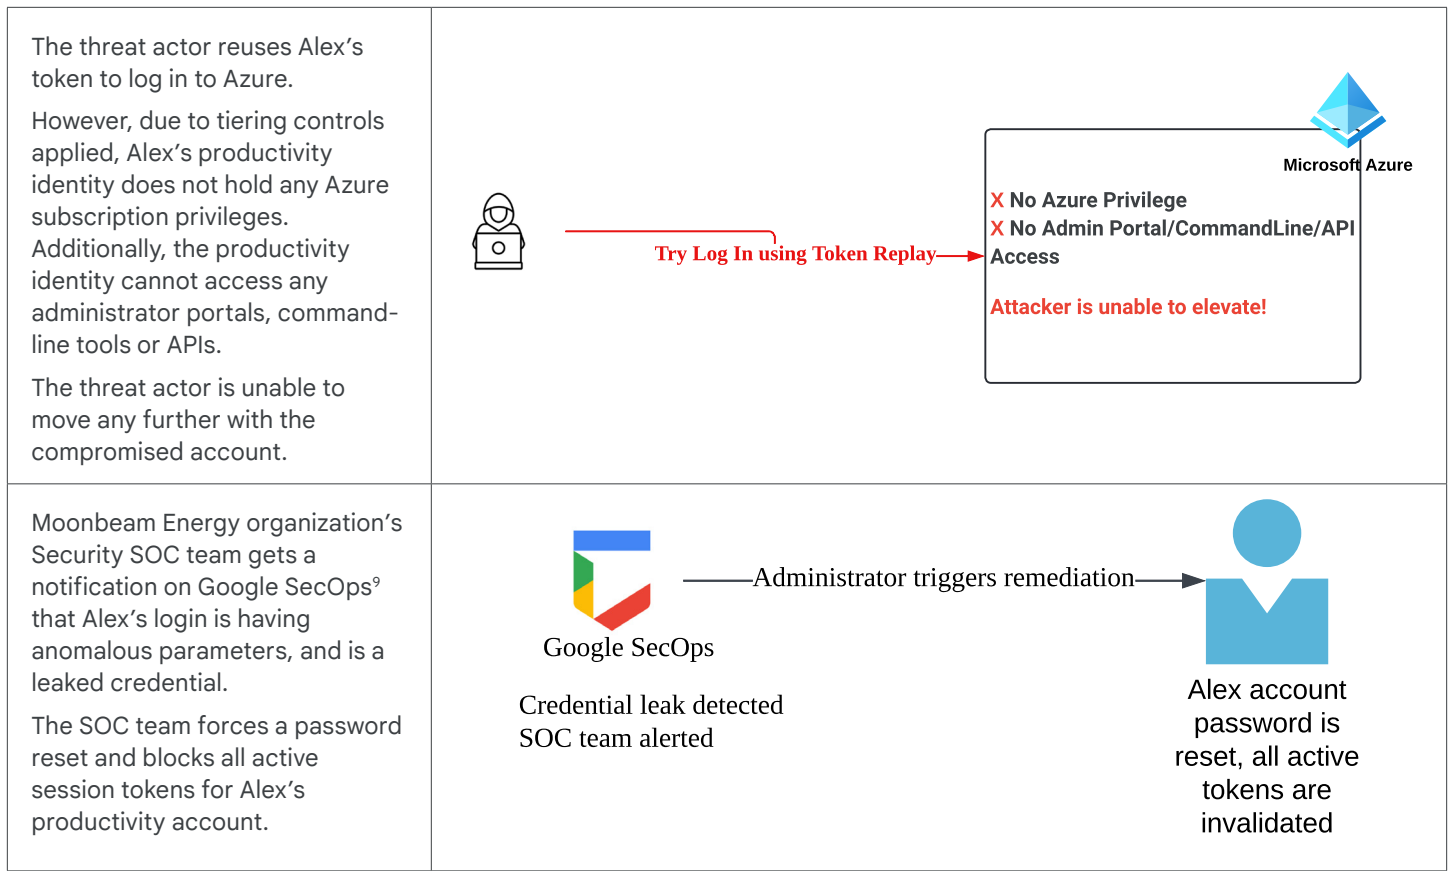 The threat actor reuses Alex’s
token to log in to Azure.
However, due to tiering controls
applied, Alex’s productivity
identity does not hold any Azure
subscription privileges.
Additionally, the productivity
identity cannot access any
administrator portals, command-
line tools or APIs.
The threat actor is unable to
move any further with the
compromised account.
Try Log In using Token Replay
Microsoft Azure
X No Azure Privilege
X No Admin Portal/CommandLine/API
Access
Attacker is unable to elevate!
Moonbeam Energy organization’s
Security SOC team gets a
notification on Google SecOps⁹
that Alex’s login is having
anomalous parameters, and is a
leaked credential.
The SOC team forces a password
reset and blocks all active
session tokens for Alex’s
productivity account.
Google SecOps
Credential leak detected
SOC team alerted
Administrator triggers remediation
Alex account
password is
reset, all active
tokens are
invalidated